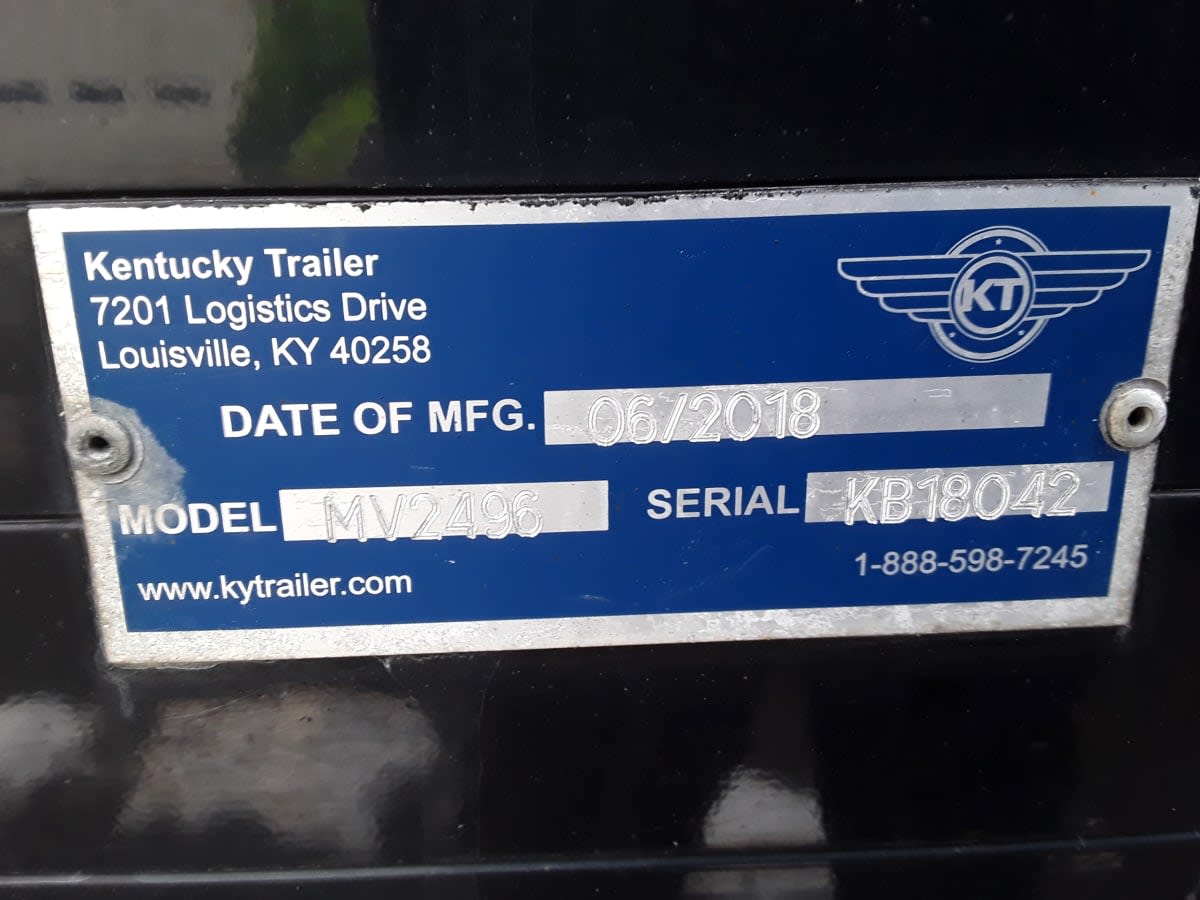 Kentucky Trailer
7201 Logistics Drive
Louisville, KY 40258
KT
DATE OF MFG. 06/2018
MODEL MV2496 SERIAL KB18042
www.kytrailer.com 1-888-598-7245